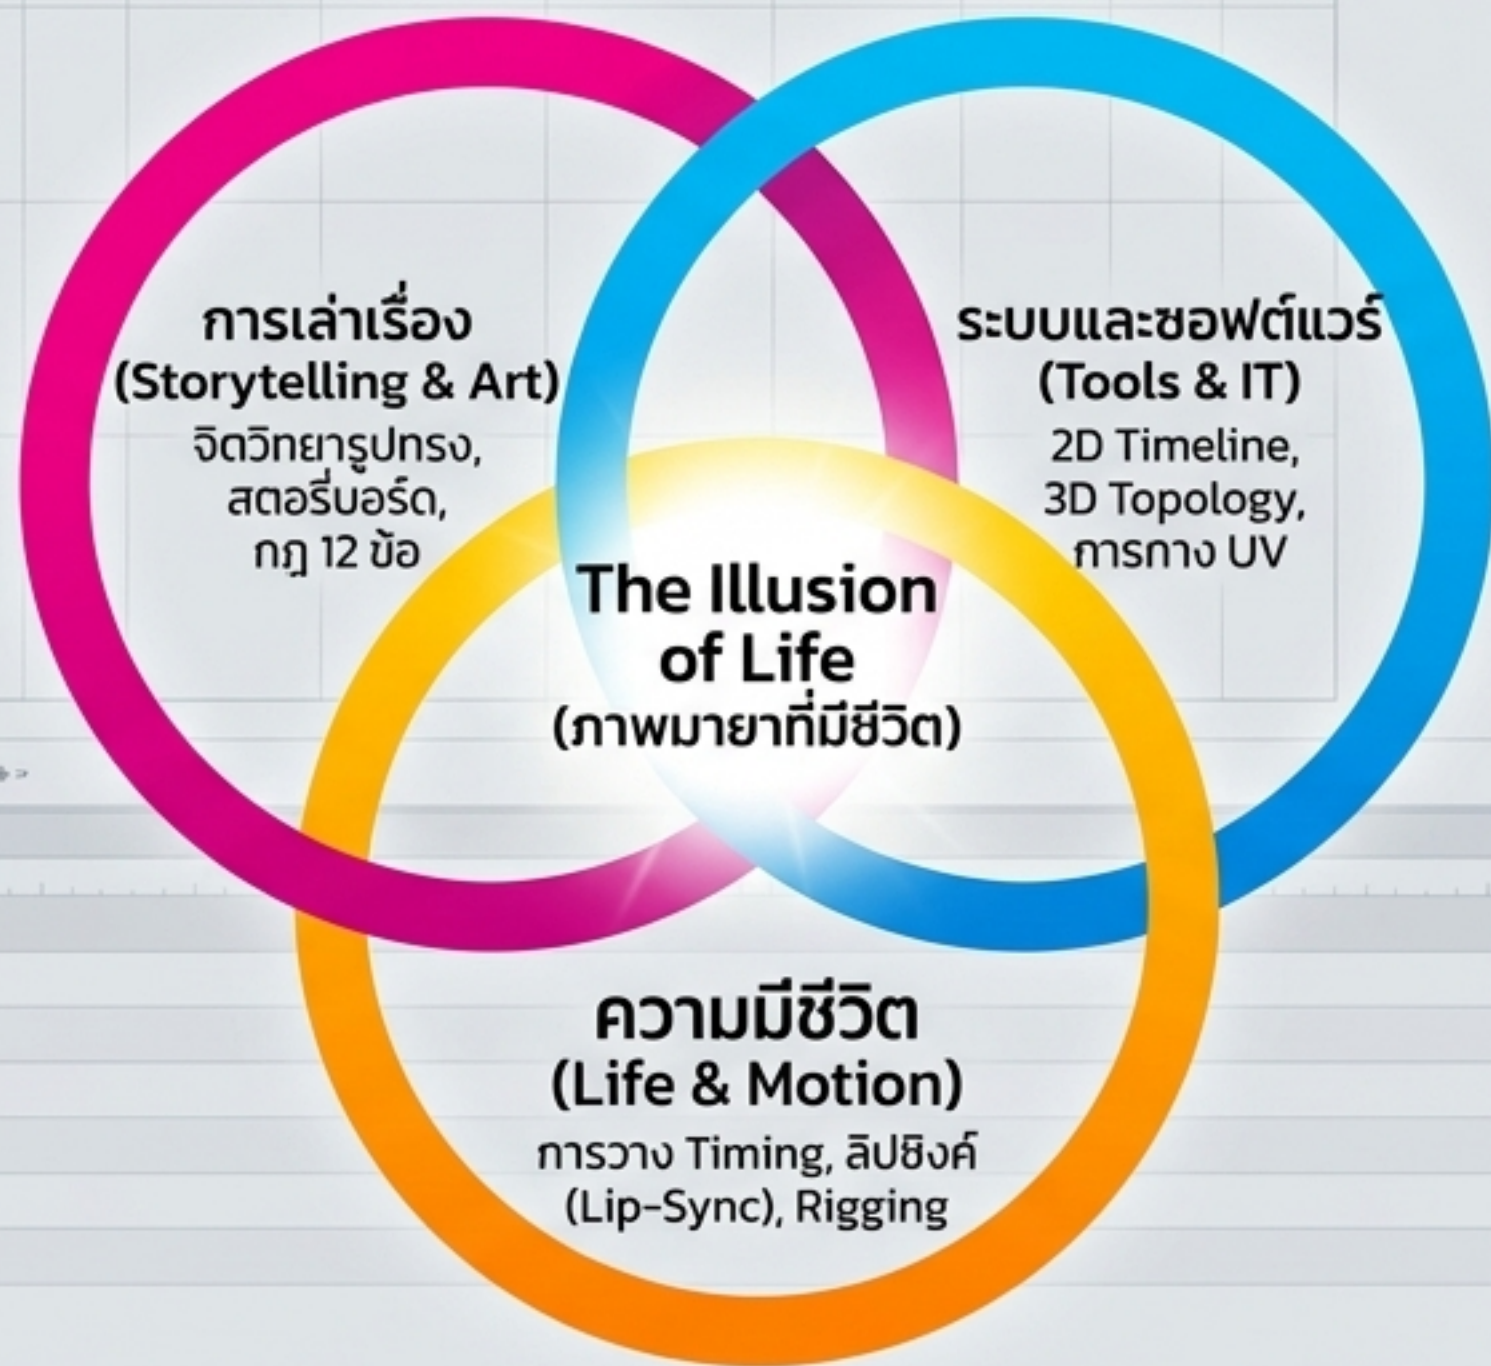 การเล่าเรื่อง
(Storytelling & Art)
จิตวิทยารูปทรง,
สตอรี่บอร์ด,
กฎ 12 ข้อ
ระบบและซอฟต์แวร์
(Tools & IT)
2D Timeline,
3D Topology,
การกาง UV
The Illusion
of Life
(ภาพมายาที่มีชีวิต)
ความมีชีวิต
(Life & Motion)
การวาง Timing, ลิปซิงค์
(Lip-Sync), Rigging